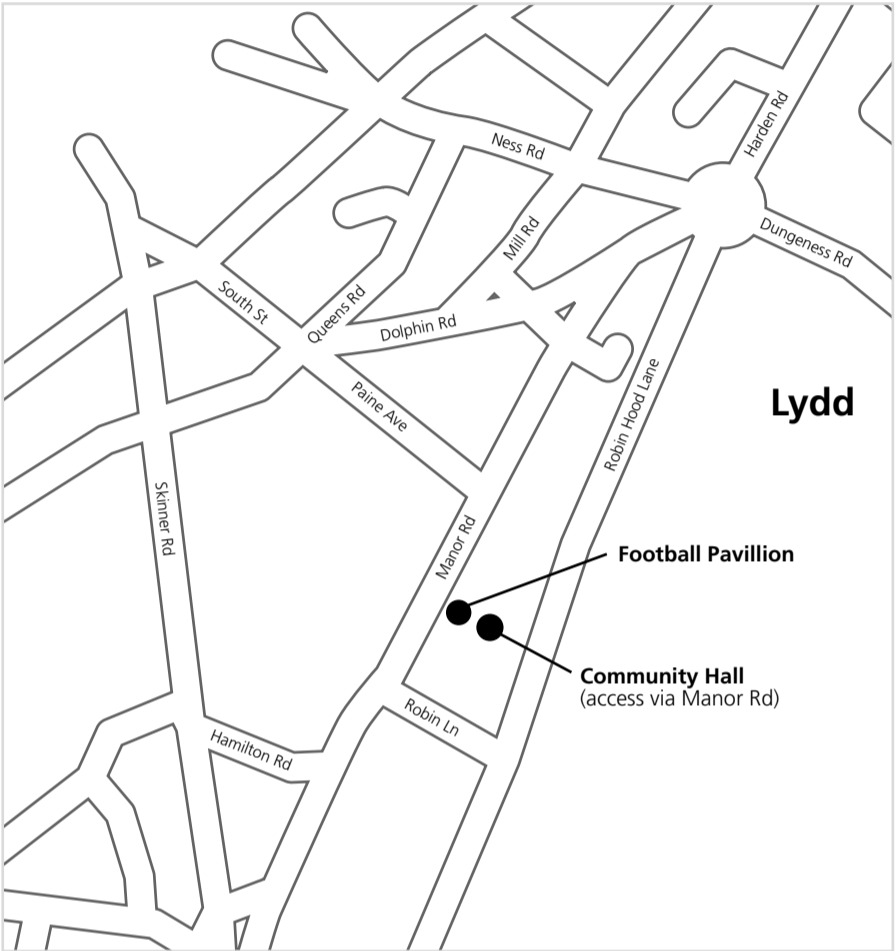 Harden Rd
Ness Rd
Dungeness Rd
Mill Rd
South St
Queens Rd
Dolphin Rd
Paine Ave
Robin Hood Lane
Lydd
Skinner Rd
Manor Rd
Football Pavillion
Community Hall
(access via Manor Rd)
Robin Ln
Hamilton Rd